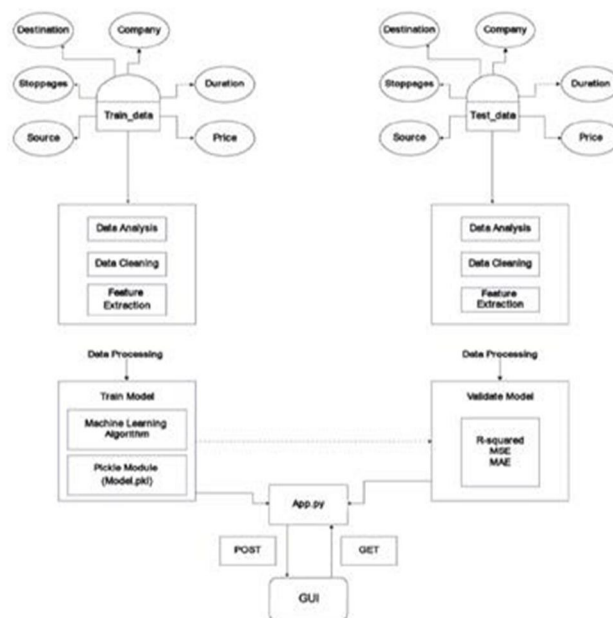 Destination
Company
Stoppages
Duration
Train_data
Source
Price
Data Analysis
Data Cleaning
Feature
Extraction
Data Processing
Train Model
Machine Learning
Algorithm
Pickle Module
(Model.pkl)
Destination
Company
Stoppages
Duration
Test_data
Source
Price
Data Analysis
Data Cleaning
Feature
Extraction
Data Processing
Validate Model
R-squared
MSE
MAE
App.py
POST
GET
GUI